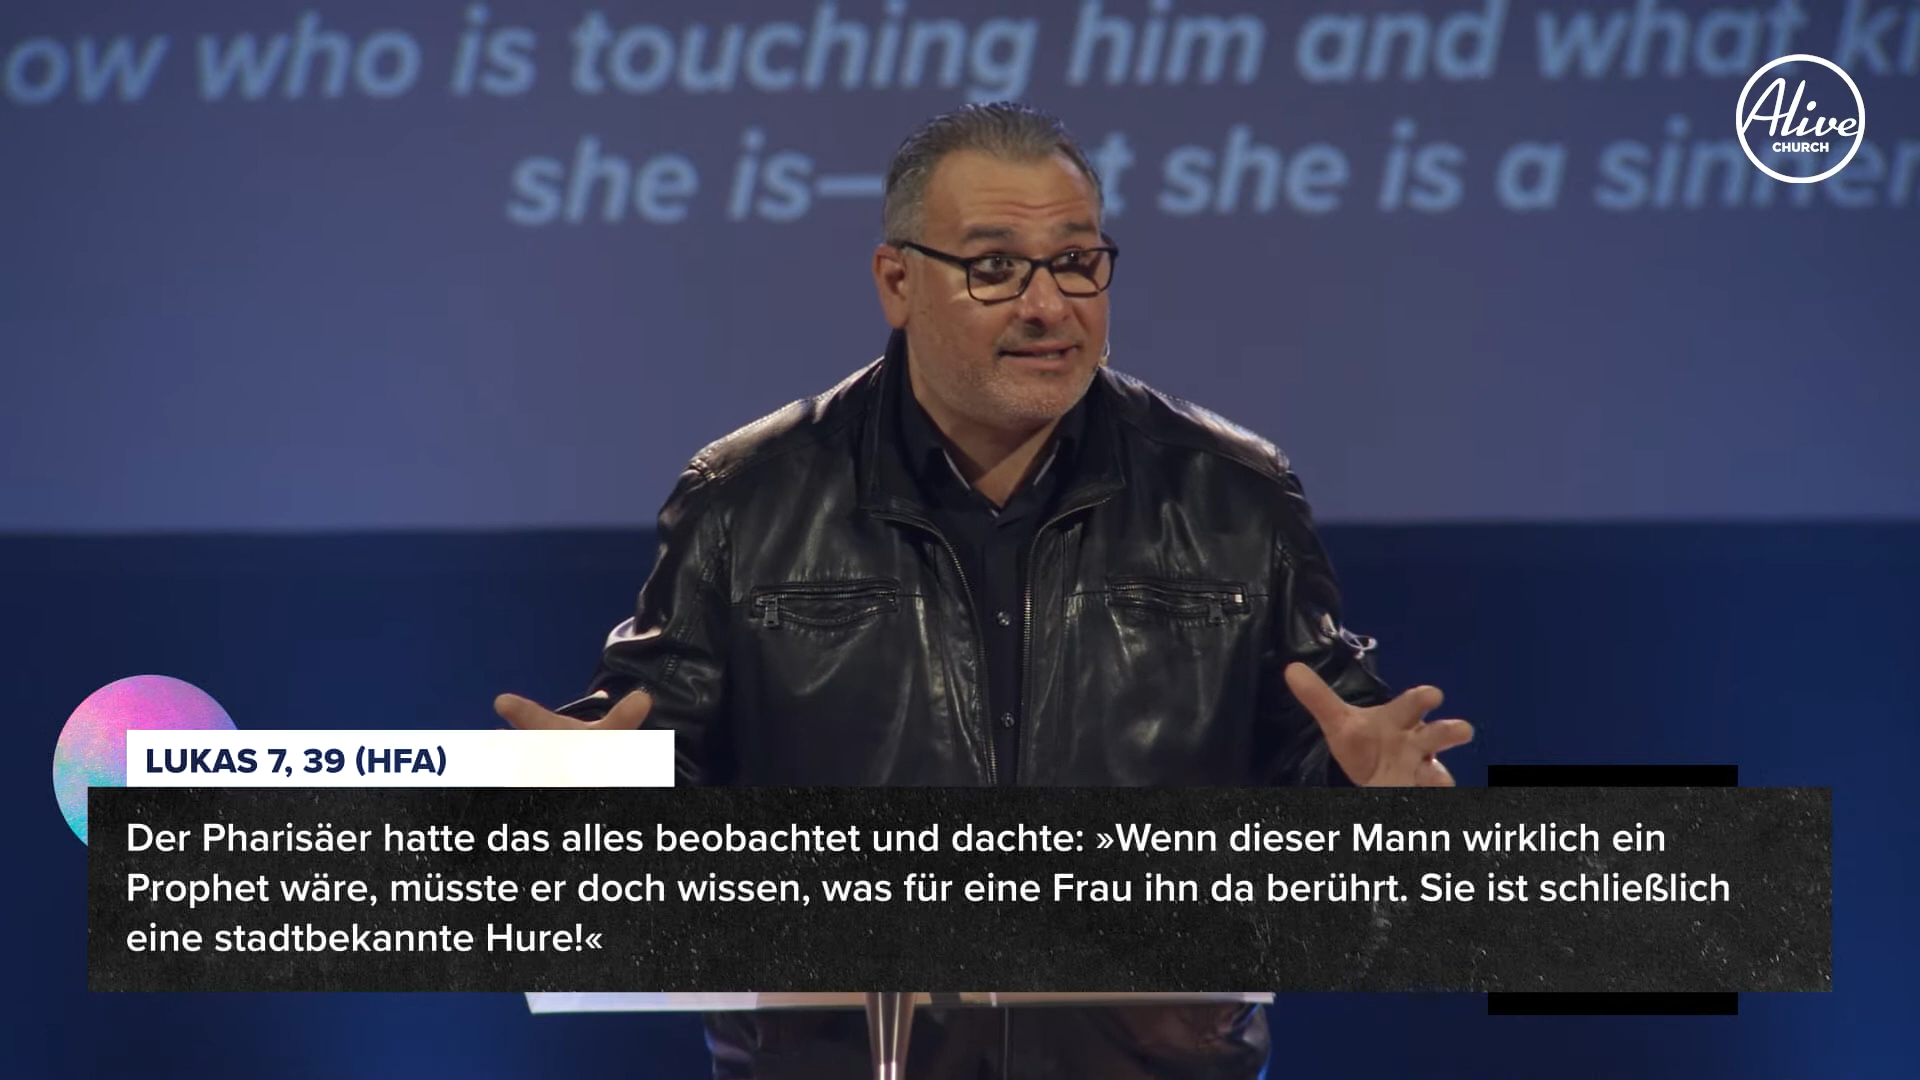 ow who is touching him and what
she is— she is a sinner
Alive
CHURCH
LUKAS 7, 39 (HFA)
Der Pharisäer hatte das alles beobachtet und dachte: »Wenn dieser Mann wirklich ein
Prophet wäre, müsste er doch wissen, was für eine Frau ihn da berührt. Sie ist schließlich
eine stadtbekannte Hure!«